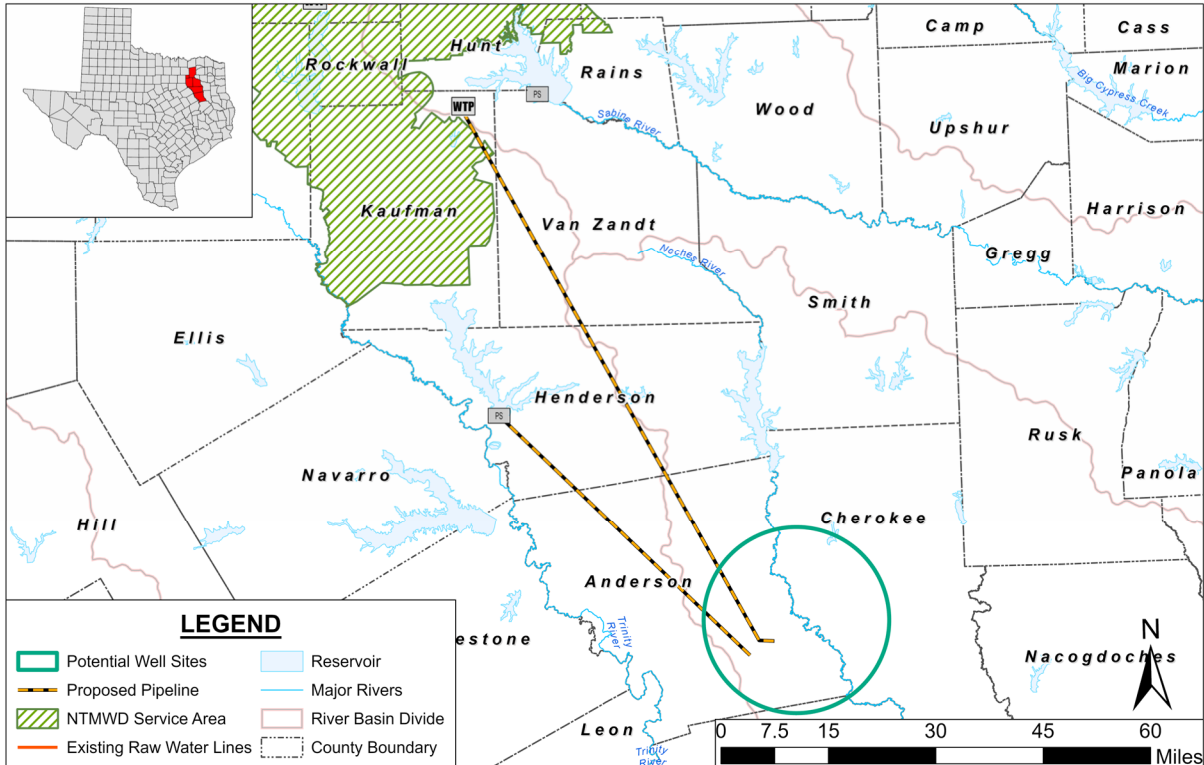 Camp
Cass
Hunt
Rockwall
Rains
Marion
WTP
PS
Big Cypress Creek
Sabine River
Wood
Upshur
Kaufman
Van Zandt
Harrison
Neches River
Gregg
Smith
Ellis
Henderson
PS
Rusk
Navarro
Panola
Hill
Cherokee
Anderson
LEGEND
Potential Well Sites
Proposed Pipeline
NTMWD Service Area
Existing Raw Water Lines
Reservoir
Major Rivers
River Basin Divide
County Boundary
estone
Trinity
River
Nacogdoches
N
Leon
Trinity
River
0 7.5 15 30 45 60
Miles